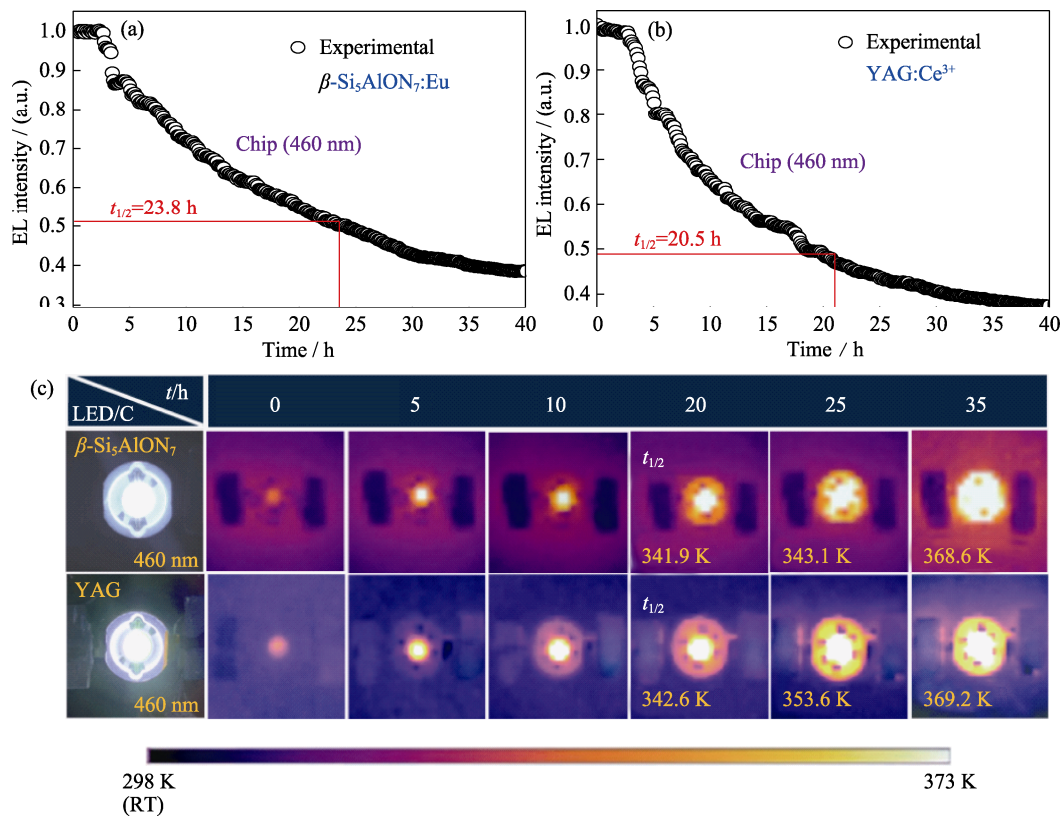 (a)
Experimental
β-Si₅AlON₇:Eu
Chip (460 nm)
t₁/₂=23.8 h
EL intensity / (a.u.)
1.0
0.9
0.8
0.7
0.6
0.5
0.4
0.3
0 5 10 15 20 25 30 35 40
Time / h
(b)
Experimental
YAG:Ce³⁺
Chip (460 nm)
t₁/₂=20.5 h
EL intensity / (a.u.)
1.0
0.9
0.8
0.7
0.6
0.5
0.4
0 5 10 15 20 25 30 35 40
Time / h
(c)
t/h
LED/C
0 5 10 20 25 35
β-Si₅AlON₇
460 nm
t₁/₂
341.9 K
343.1 K
368.6 K
YAG
460 nm
t₁/₂
342.6 K
353.6 K
369.2 K
298 K
(RT)
373 K